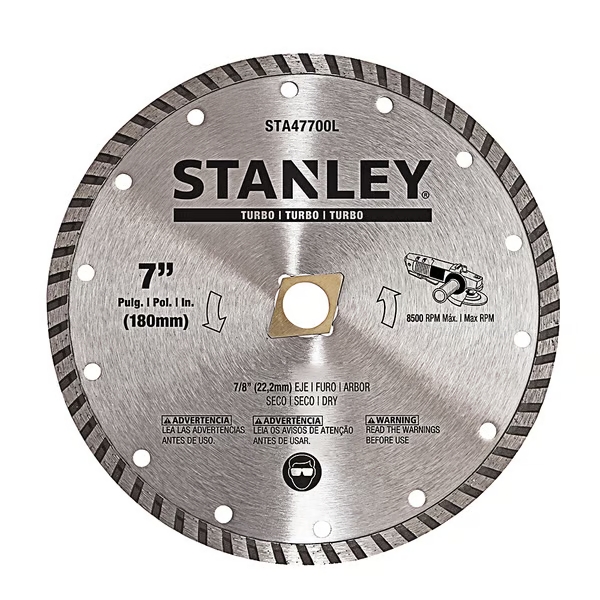 STA47700L
STANLEY®
TURBO | TURBO | TURBO
7”
Pulg. | Pol. | In.
(180mm)
8500 RPM Máx. | Max RPM
7/8” (22,2mm) EJE | FURO | ARBOR
SECO | SECO | DRY
ADVERTENCIA
LEA LAS ADVERTENCIAS
ANTES DE USO.
ADVERTÊNCIA
LEIA OS AVISOS DE ATENÇÃO
ANTES DE USAR.
WARNING
READ THE WARNINGS
BEFORE USE